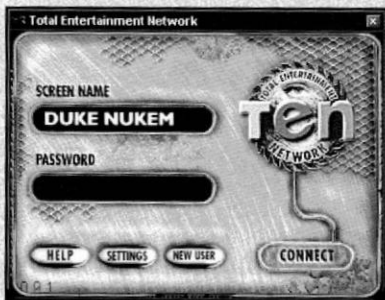 Total Entertainment Network
SCREEN NAME
DUKE NUKEM
PASSWORD
TOTAL ENTERTAINMENT
TEN
NETWORK
HELP
SETTINGS
NEW USER
CONNECT